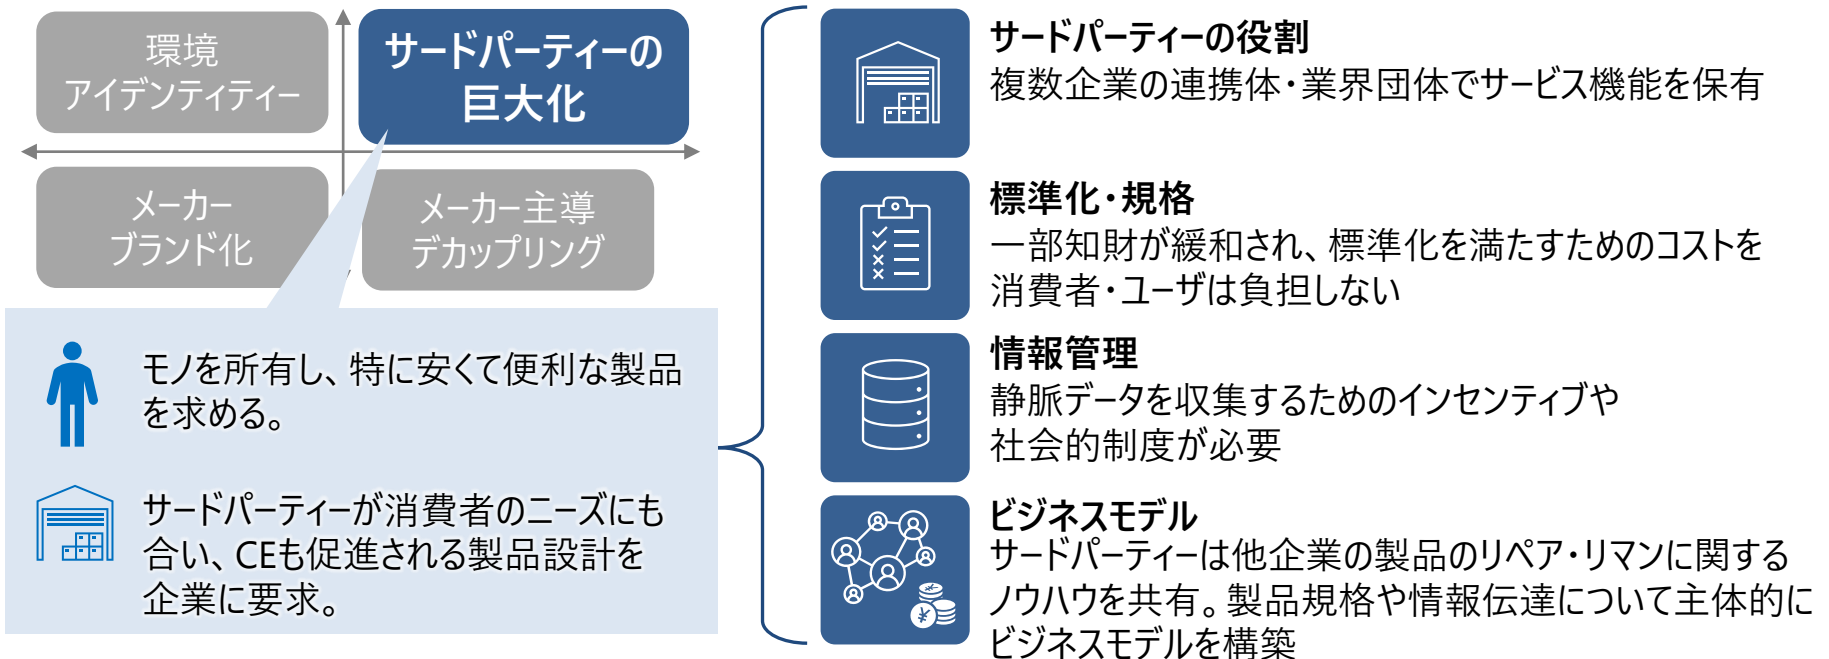 環境
アイデンティティー
サードパーティーの
巨大化
メーカー
ブランド化
メーカー主導
デカップリング
モノを所有し、特に安くて便利な製品
を求める。
サードパーティーが消費者のニーズにも
合い、CEも促進される製品設計を
企業に要求。
サードパーティーの役割
複数企業の連携体・業界団体でサービス機能を保有
標準化・規格
一部知財が緩和され、標準化を満たすためのコストを
消費者・ユーザは負担しない
情報管理
静脈データを収集するためのインセンティブや
社会的制度が必要
ビジネスモデル
サードパーティーは他企業の製品のリペア・リマンに関する
ノウハウを共有。製品規格や情報伝達について主体的に
ビジネスモデルを構築